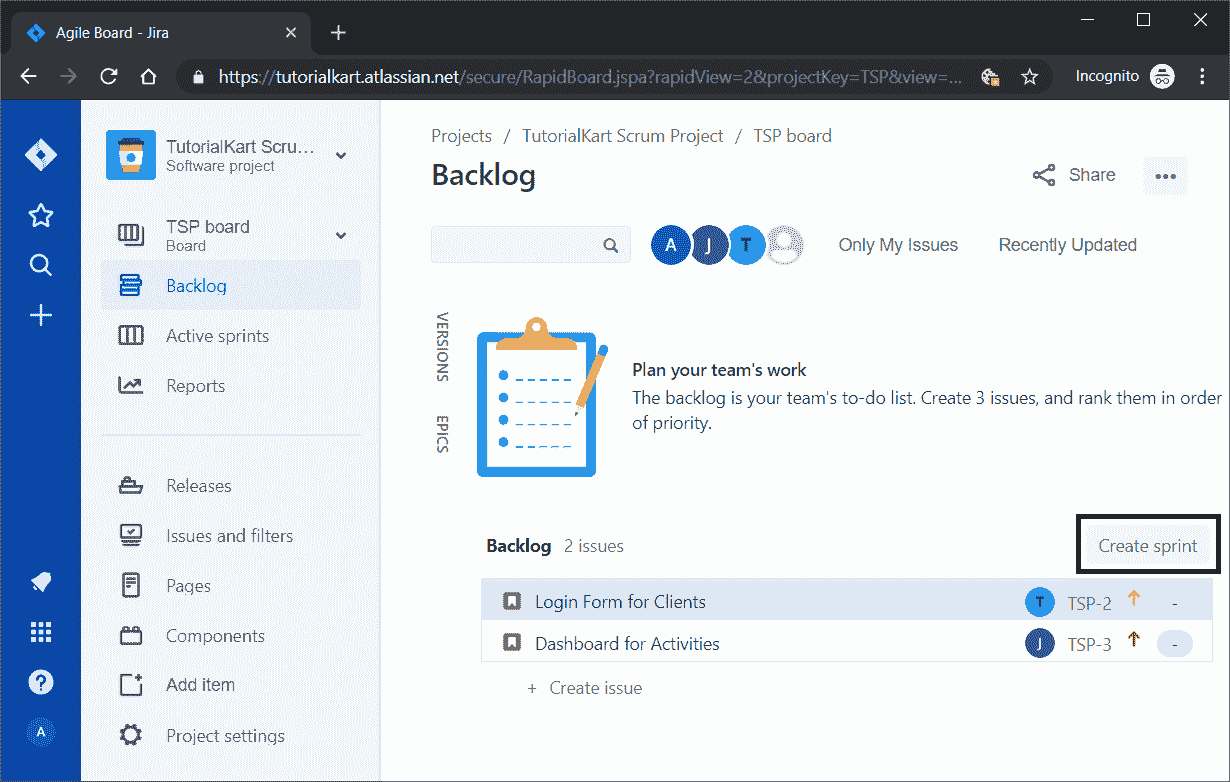 Agile Board - Jira
https://tutorialkart.atlassian.net/secure/RapidBoard.jspa?rapidView=2&projectKey=TSP&view=...
Incognito
TutorialKart Scru...
Software project
TSP board
Board
Backlog
Active sprints
Reports
Releases
Issues and filters
Pages
Components
Add item
Project settings
A
Projects / TutorialKart Scrum Project / TSP board
Backlog
Share
A J T
Only My Issues
Recently Updated
VERSIONS
EPICS
Plan your team's work
The backlog is your team's to-do list. Create 3 issues, and rank them in order
of priority.
Backlog 2 issues
Create sprint
Login Form for Clients T TSP-2 -
Dashboard for Activities J TSP-3 -
+ Create issue